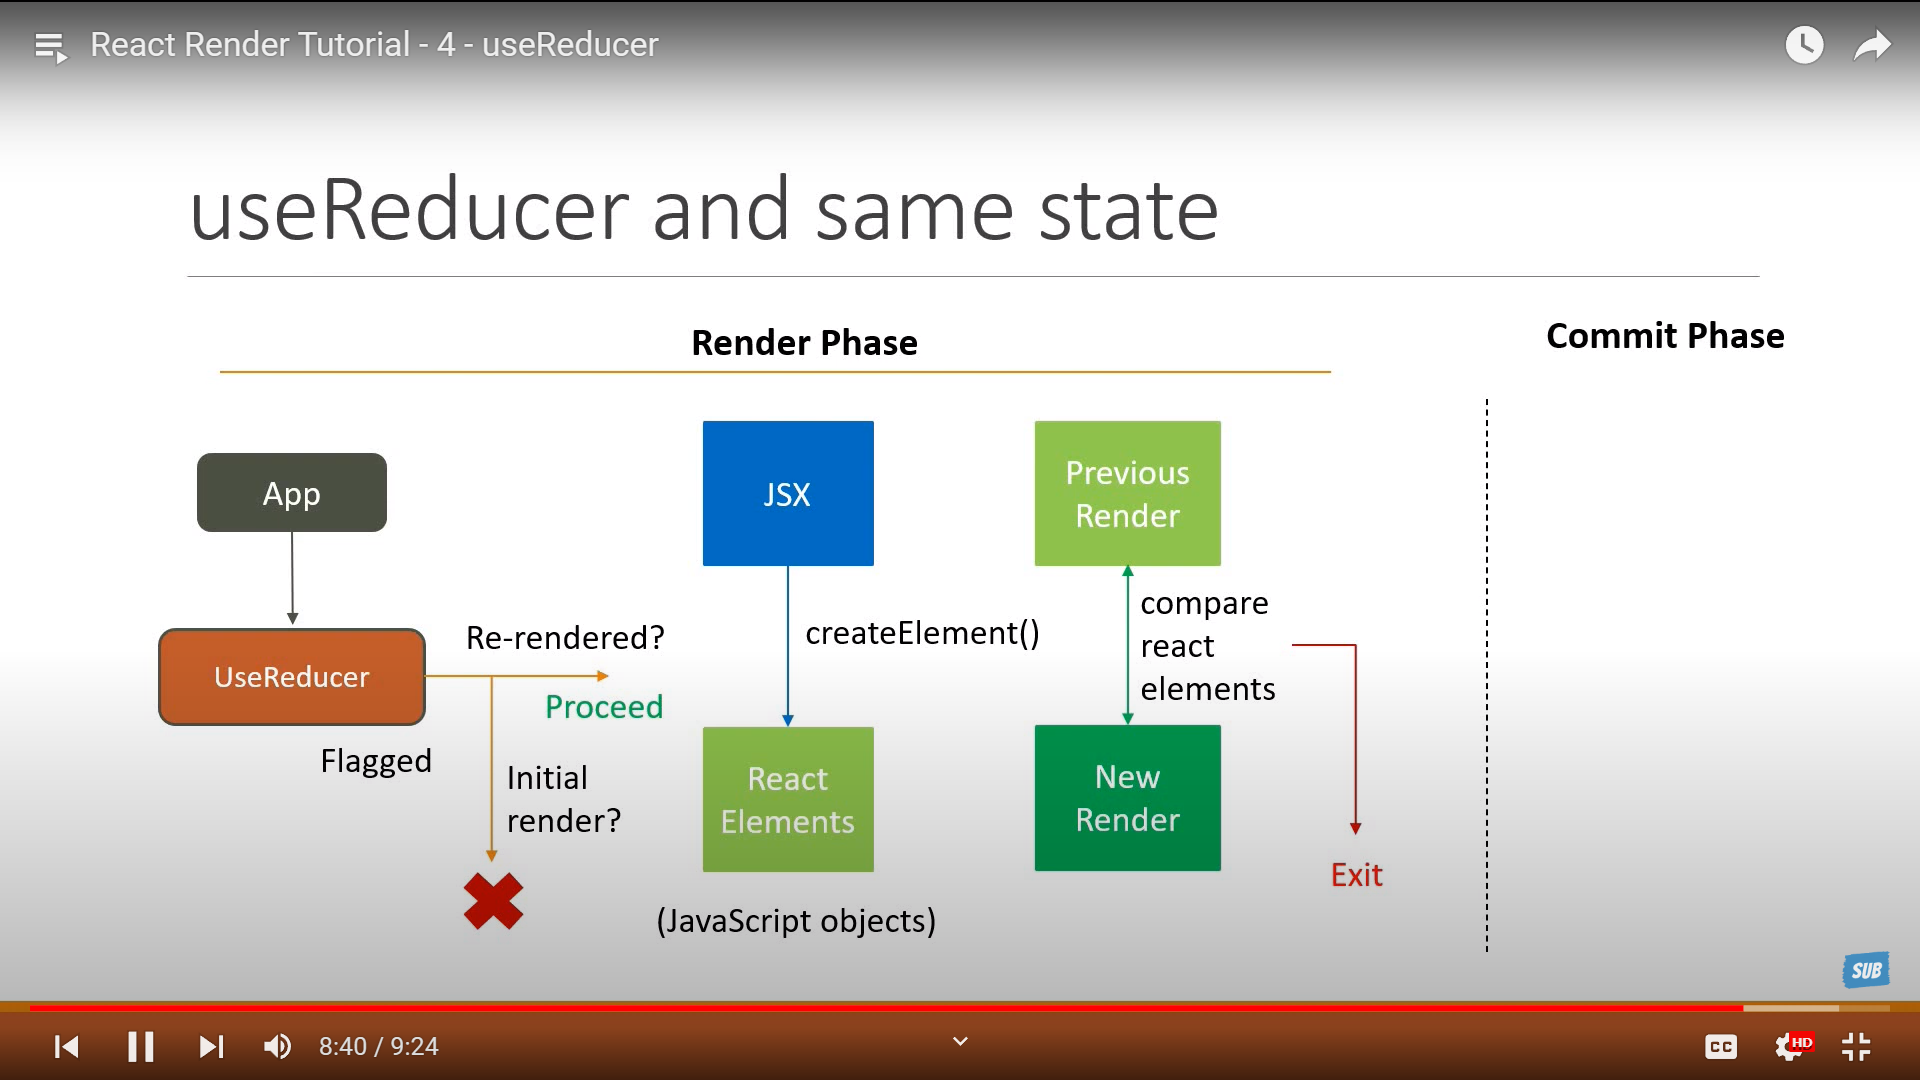 React Render Tutorial - 4 - useReducer
useReducer and same state
Render Phase
Commit Phase
App
UseReducer
Flagged
Re-rendered?
Proceed
Initial
render?
JSX
createElement()
React
Elements
(JavaScript objects)
Previous
Render
compare
react
elements
New
Render
Exit
SUB
8:40 / 9:24
CC
HD